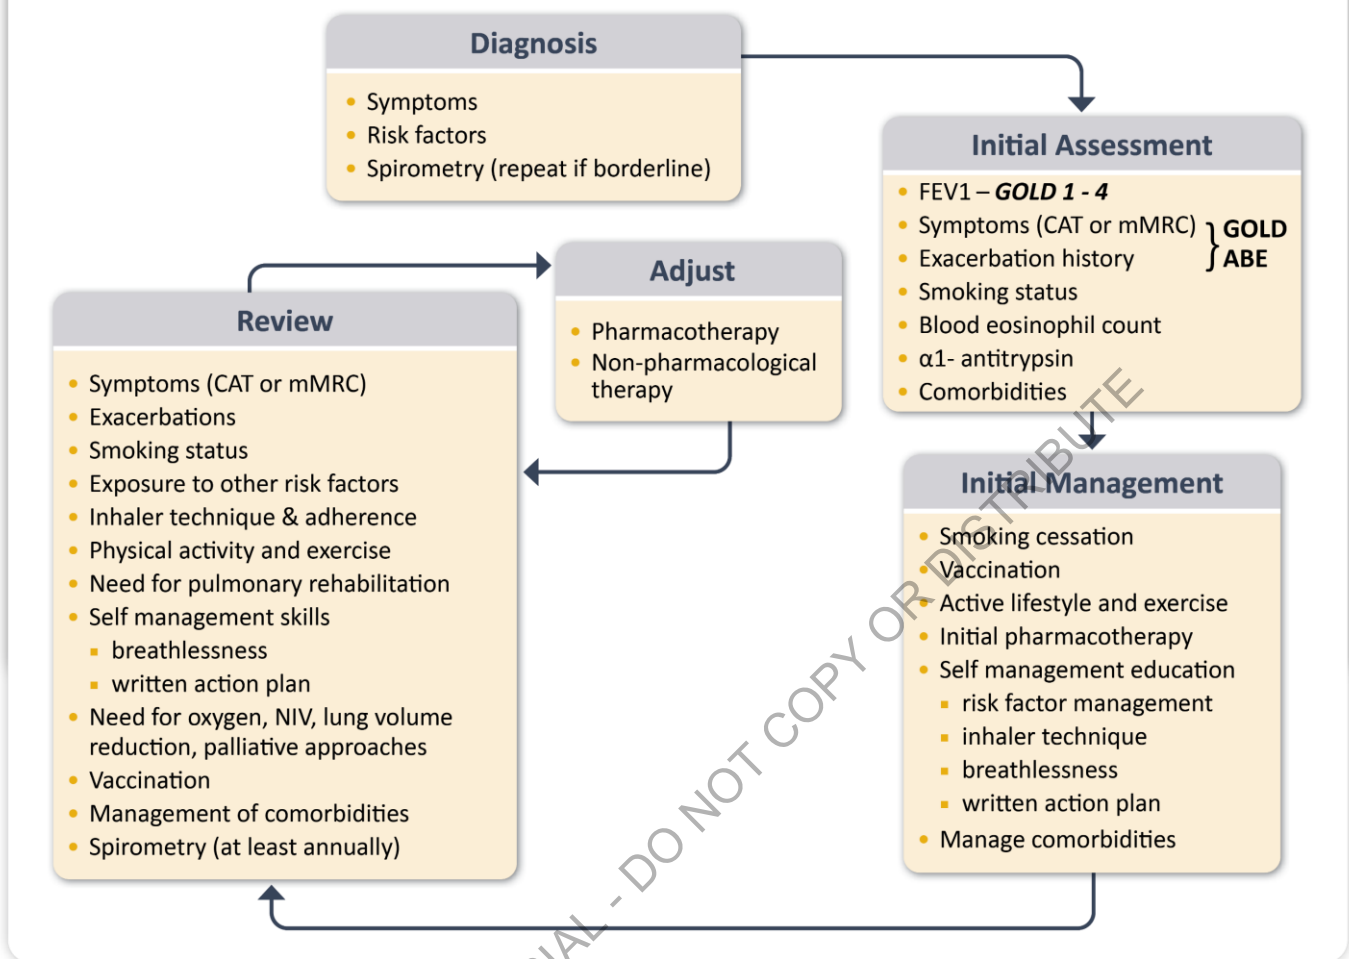 Diagnosis
• Symptoms
• Risk factors
• Spirometry (repeat if borderline)
Initial Assessment
• FEV1 – GOLD 1 - 4
• Symptoms (CAT or mMRC)
• Exacerbation history
GOLD
ABE
• Smoking status
• Blood eosinophil count
• α1- antitrypsin
• Comorbidities
Initial Management
• Smoking cessation
• Vaccination
• Active lifestyle and exercise
• Initial pharmacotherapy
• Self management education
▪ risk factor management
▪ inhaler technique
▪ breathlessness
▪ written action plan
• Manage comorbidities
Review
• Symptoms (CAT or mMRC)
• Exacerbations
• Smoking status
• Exposure to other risk factors
• Inhaler technique & adherence
• Physical activity and exercise
• Need for pulmonary rehabilitation
• Self management skills
▪ breathlessness
▪ written action plan
• Need for oxygen, NIV, lung volume
reduction, palliative approaches
• Vaccination
• Management of comorbidities
• Spirometry (at least annually)
Adjust
• Pharmacotherapy
• Non-pharmacological
therapy
- DO NOT COPY OR DISTRIBUTE